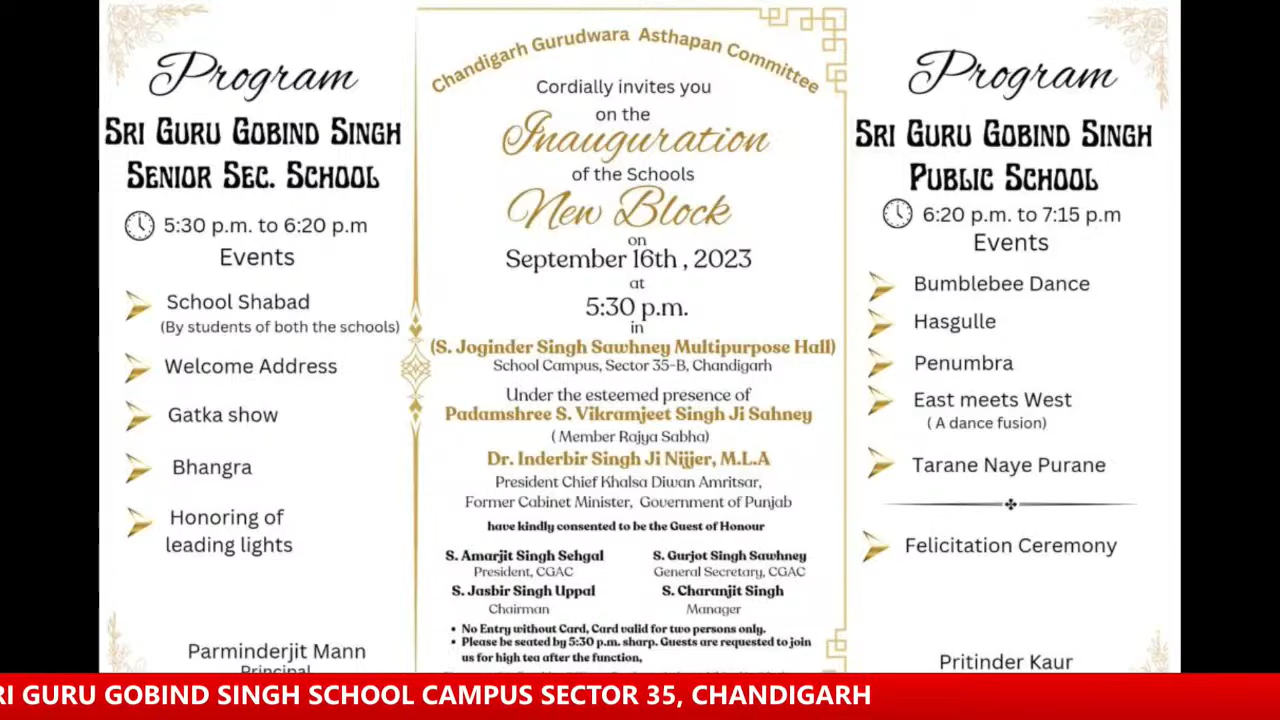 Program
SRI GURU GOBIND SINGH
SENIOR SEC. SCHOOL
5:30 p.m. to 6:20 p.m
Events
School Shabad
(By students of both the schools)
Welcome Address
Gatka show
Bhangra
Honoring of
leading lights
Parminderjit Mann
Principal
Chandigarh Gurudwara Asthapan Committee
Cordially invites you
on the
Inauguration
of the Schools
New Block
on
September 16th , 2023
at
5:30 p.m.
in
(S. Joginder Singh Sawhney Multipurpose Hall)
School Campus, Sector 35-B, Chandigarh
Under the esteemed presence of
Padamshree S. Vikramjeet Singh Ji Sahney
( Member Rajya Sabha)
Dr. Inderbir Singh Ji Nijjer, M.L.A
President Chief Khalsa Diwan Amritsar,
Former Cabinet Minister, Government of Punjab
have kindly consented to be the Guest of Honour
S. Amarjit Singh Sehgal
President, CGAC
S. Gurjot Singh Sawhney
General Secretary, CGAC
S. Jasbir Singh Uppal
Chairman
S. Charanjit Singh
Manager
• No Entry without Card, Card valid for two persons only.
• Please be seated by 5:30 p.m. sharp. Guests are requested to join
us for high tea after the function,
Program
SRI GURU GOBIND SINGH
PUBLIC SCHOOL
6:20 p.m. to 7:15 p.m
Events
Bumblebee Dance
Hasgulle
Penumbra
East meets West
( A dance fusion)
Tarane Naye Purane
Felicitation Ceremony
Pritinder Kaur
RI GURU GOBIND SINGH SCHOOL CAMPUS SECTOR 35, CHANDIGARH